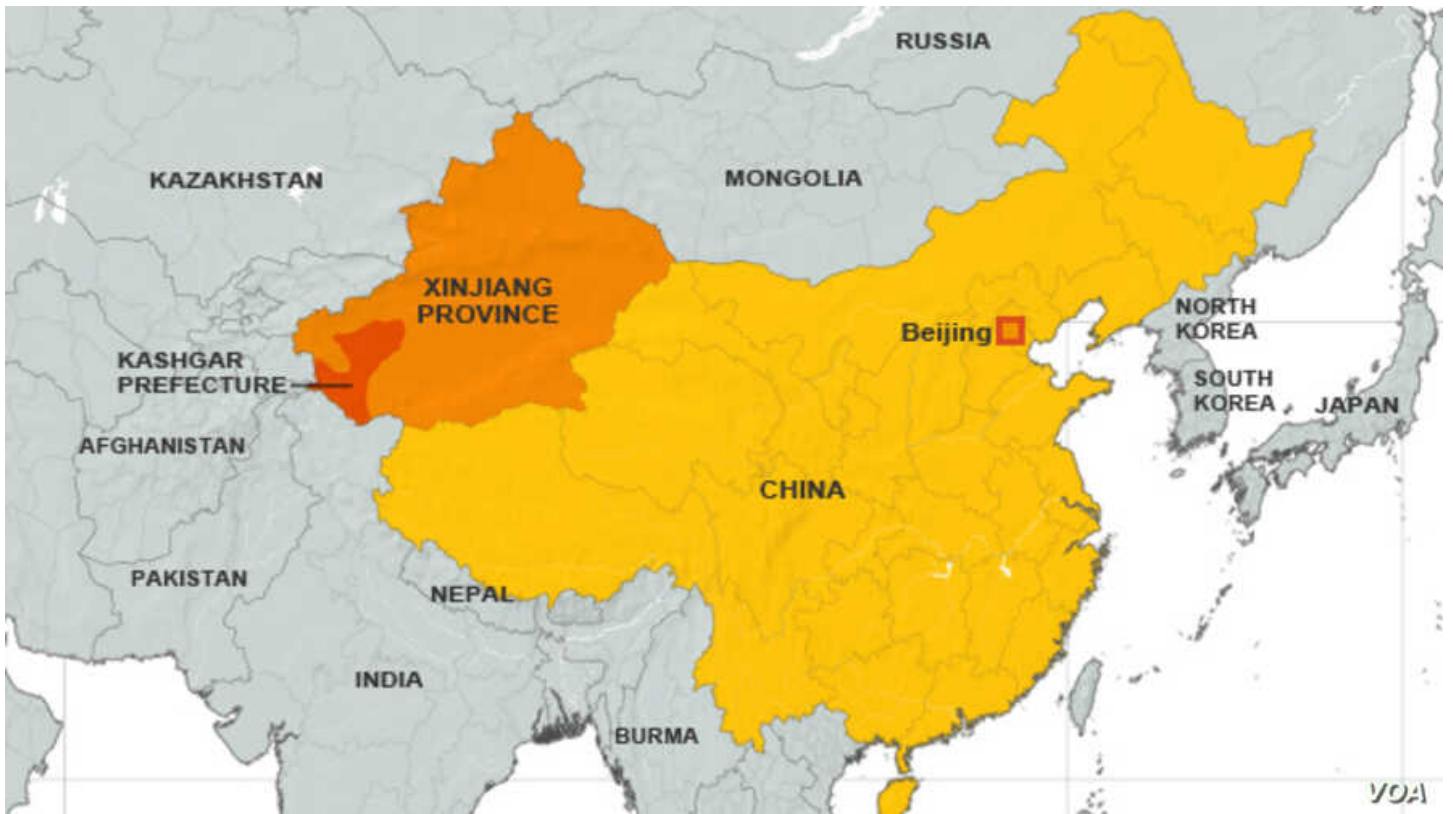 RUSSIA
KAZAKHSTAN
MONGOLIA
XINJIANG
PROVINCE
NORTH
KOREA
Beijing
KASHGAR
PREFECTURE
SOUTH
KOREA
JAPAN
AFGHANISTAN
CHINA
PAKISTAN
NEPAL
INDIA
BURMA
VOA